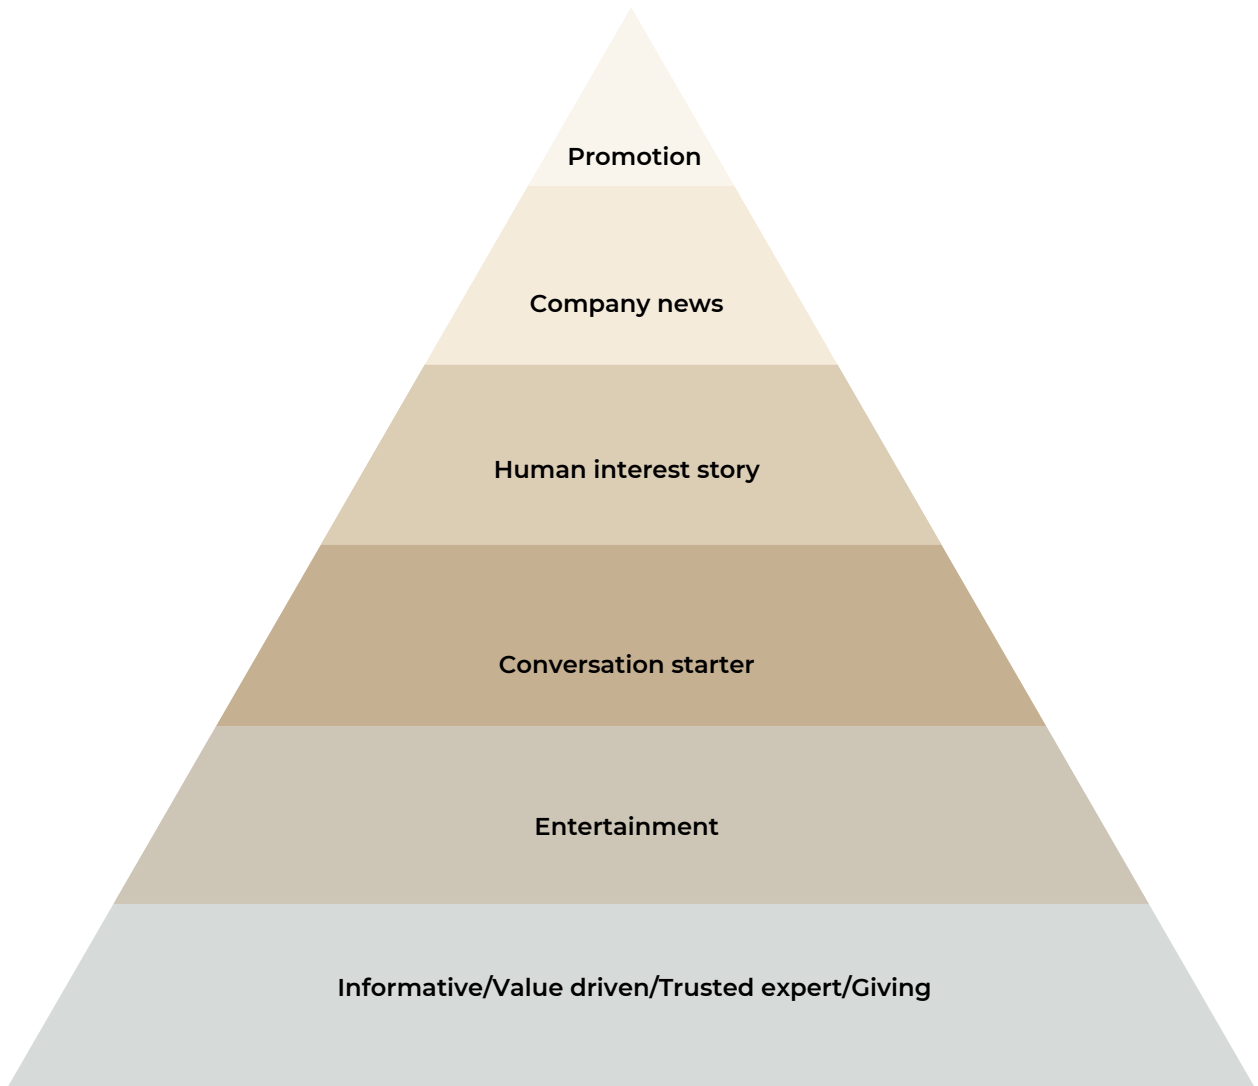 Promotion
Company news
Human interest story
Conversation starter
Entertainment
Informative/Value driven/Trusted expert/Giving